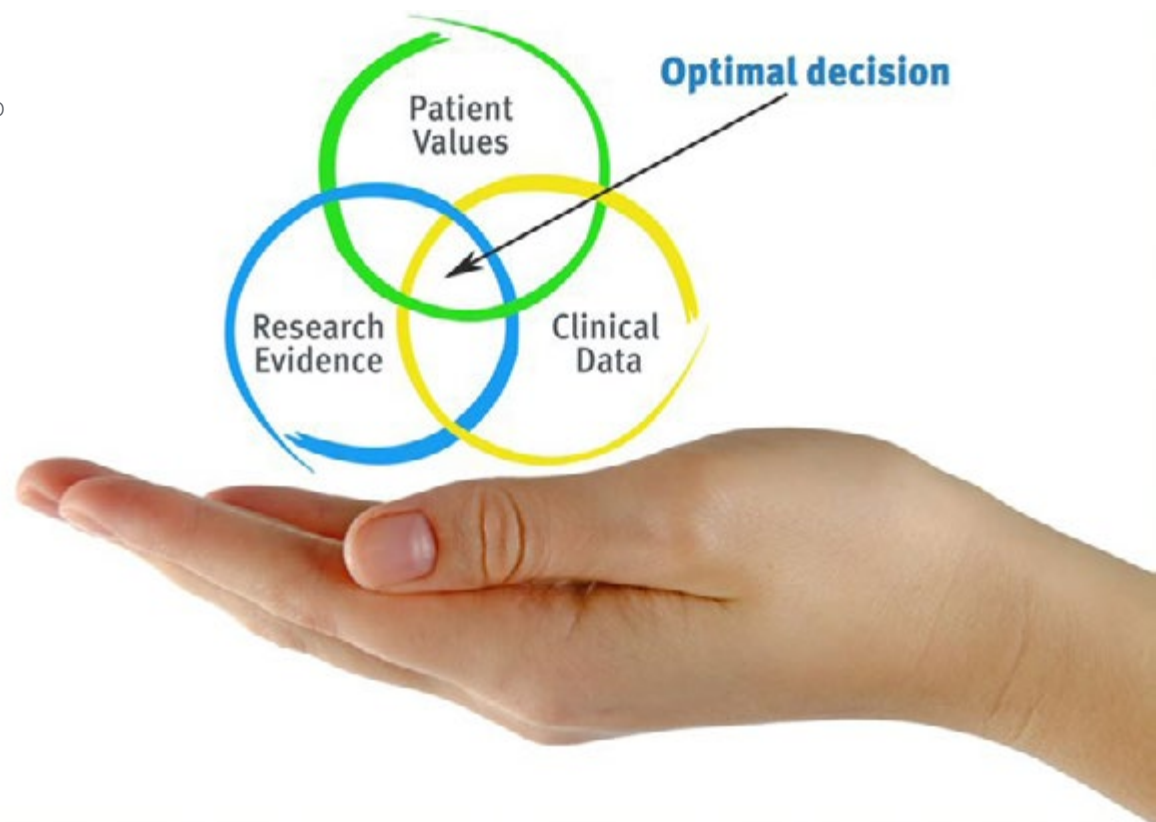 Patient
Values
Optimal decision
Research
Evidence
Clinical
Data